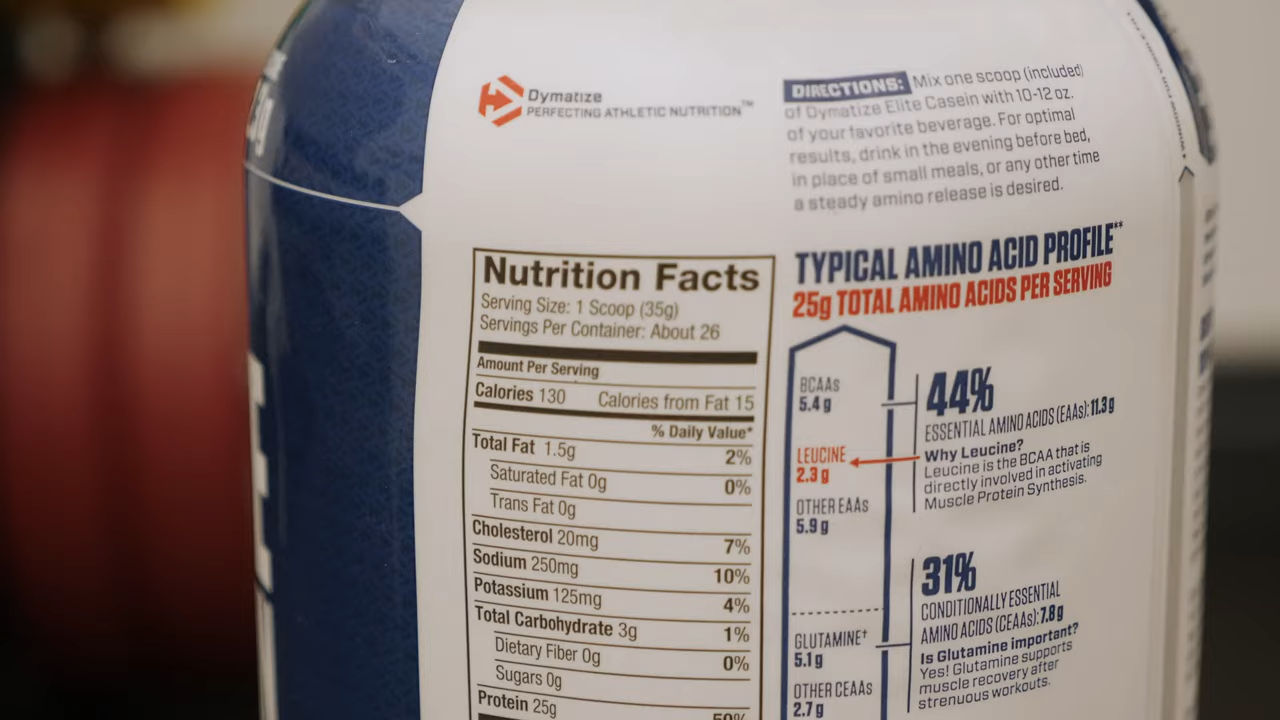 Dymatize
PERFECTING ATHLETIC NUTRITION™
DIRECTIONS: Mix one scoop (included)
of Dymatize Elite Casein with 10-12 oz.
of your favorite beverage. For optimal
results, drink in the evening before bed,
in place of small meals, or any other time
a steady amino release is desired.
Nutrition Facts
Serving Size: 1 Scoop (35g)
Servings Per Container: About 26
Amount Per Serving
Calories 130 Calories from Fat 15
% Daily Value*
Total Fat 1.5g 2%
Saturated Fat 0g 0%
Trans Fat 0g
Cholesterol 20mg 7%
Sodium 250mg 10%
Potassium 125mg 4%
Total Carbohydrate 3g 1%
Dietary Fiber 0g 0%
Sugars 0g
Protein 25g 50%
TYPICAL AMINO ACID PROFILE**
25g TOTAL AMINO ACIDS PER SERVING
BCAAs
5.4 g
LEUCINE
2.3 g
OTHER EAAs
5.9 g
44%
ESSENTIAL AMINO ACIDS (EAAs): 11.3 g
Why Leucine?
Leucine is the BCAA that is
directly involved in activating
Muscle Protein Synthesis.
GLUTAMINE†
5.1 g
OTHER CEAAs
2.7 g
31%
CONDITIONALLY ESSENTIAL
AMINO ACIDS (CEAAs): 7.8 g
Is Glutamine important?
Yes! Glutamine supports
muscle recovery after
strenuous workouts.